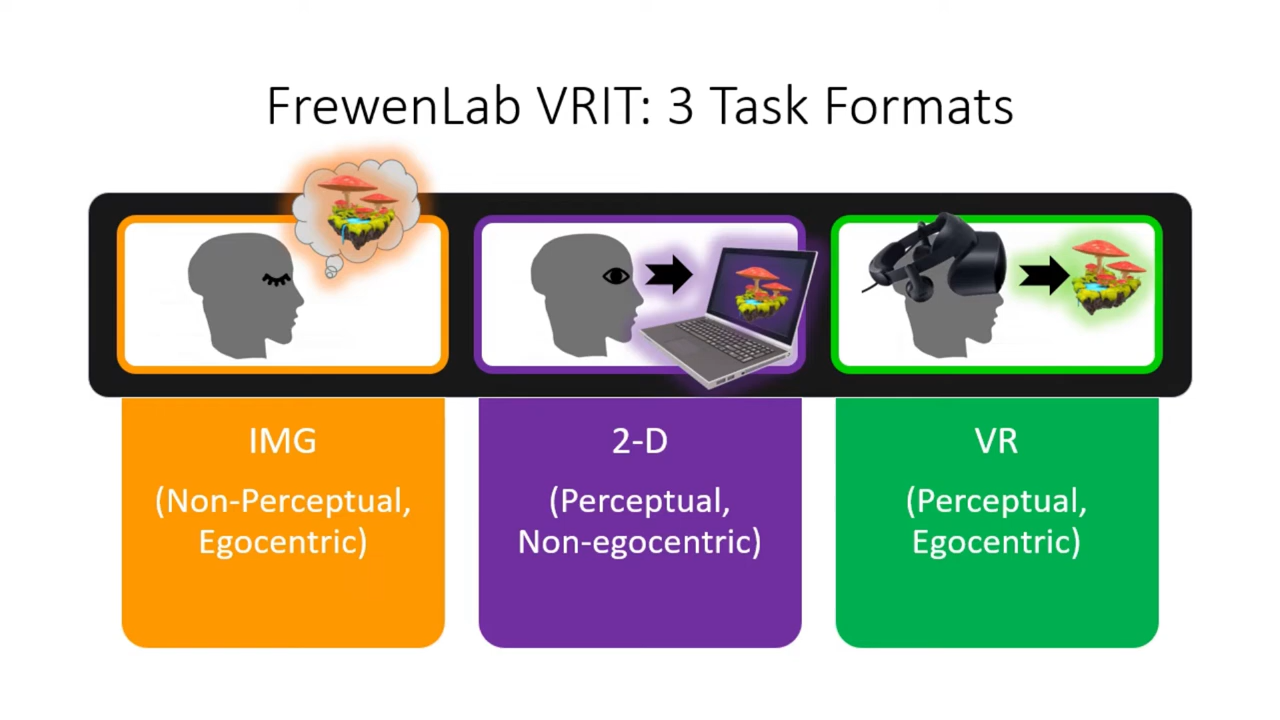 FrewenLab VRIT: 3 Task Formats
IMG
(Non-Perceptual,
Egocentric)
2-D
(Perceptual,
Non-egocentric)
VR
(Perceptual,
Egocentric)